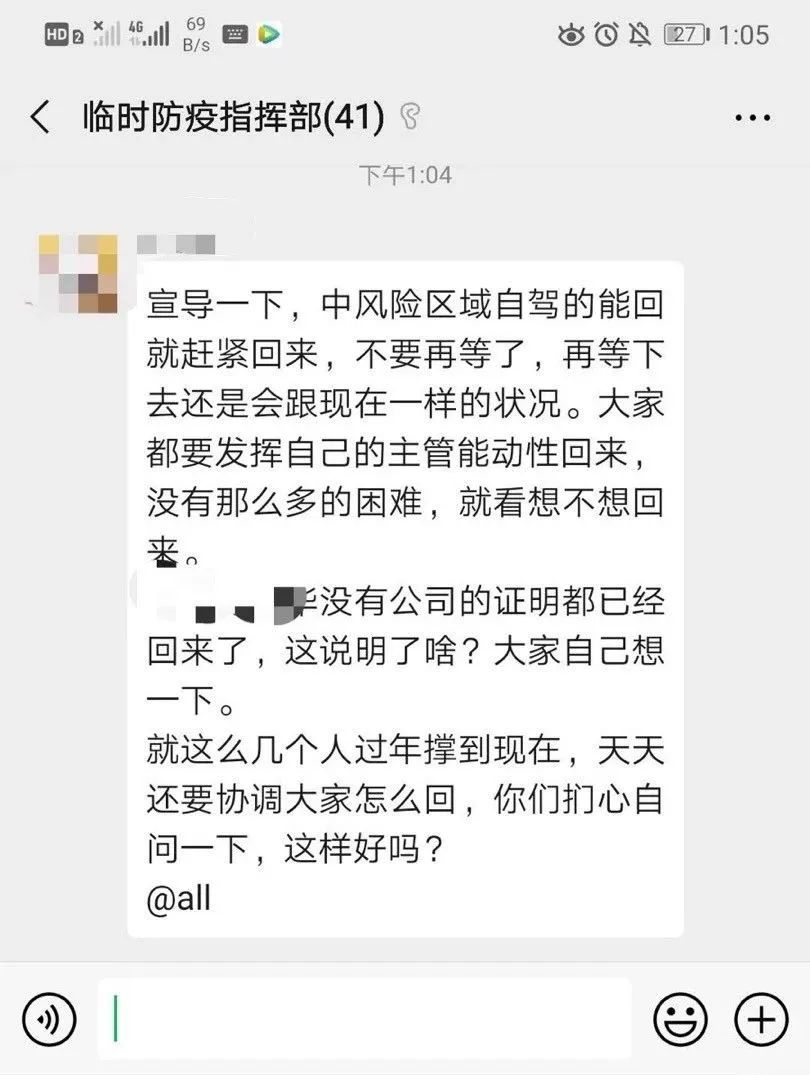 HD 2 4G 69 B/s 27 1:05
临时防疫指挥部(41)
下午1:04
宣导一下，中风险区域自驾的能回
就赶紧回来，不要再等了，再等下
去还是会跟现在一样的状况。大家
都要发挥自己的主管能动性回来，
没有那么多的困难，就看想不想回
来。
华没有公司的证明都已经
回来了，这说明了啥？大家自己想
一下。
就这么几个人过年撑到现在，天天
还要协调大家怎么回，你们扪心自
问一下，这样好吗？
@all